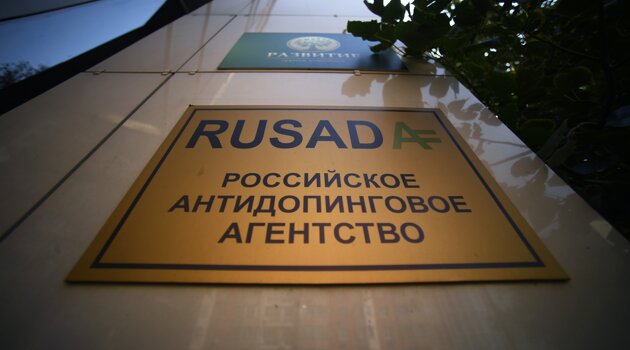 РАЗВИТИЕ
RUSADA
РОССИЙСКОЕ
АНТИДОПИНГОВОЕ
АГЕНТСТВО